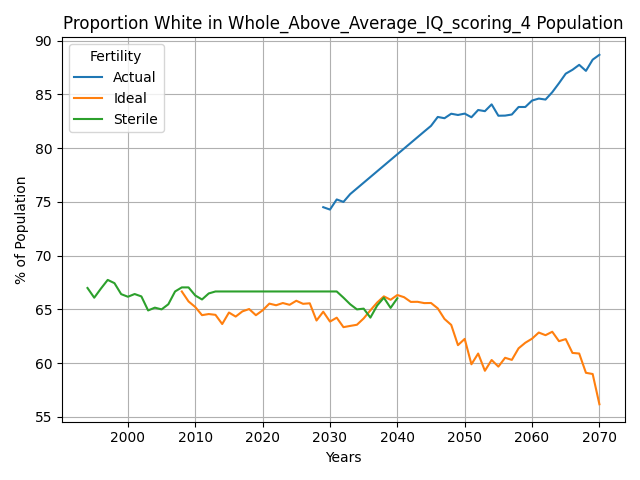 Proportion White in Whole_Above_Average_IQ_scoring_4 Population
Fertility
Actual
Ideal
Sterile
% of Population
90
85
80
75
70
65
60
55
2000
2010
2020
2030
2040
2050
2060
2070
Years